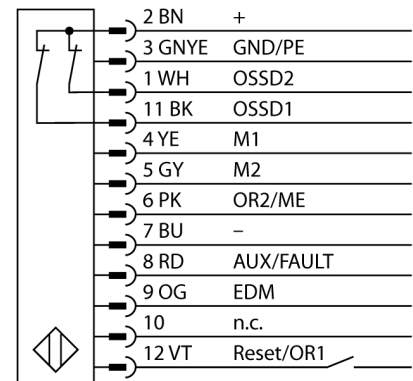 2 BN +
3 GNYE GND/PE
1 WH OSSD2
11 BK OSSD1
4 YE M1
5 GY M2
6 PK OR2/ME
7 BU –
8 RD AUX/FAULT
9 OG EDM
10 n.c.
12 VT Reset/OR1